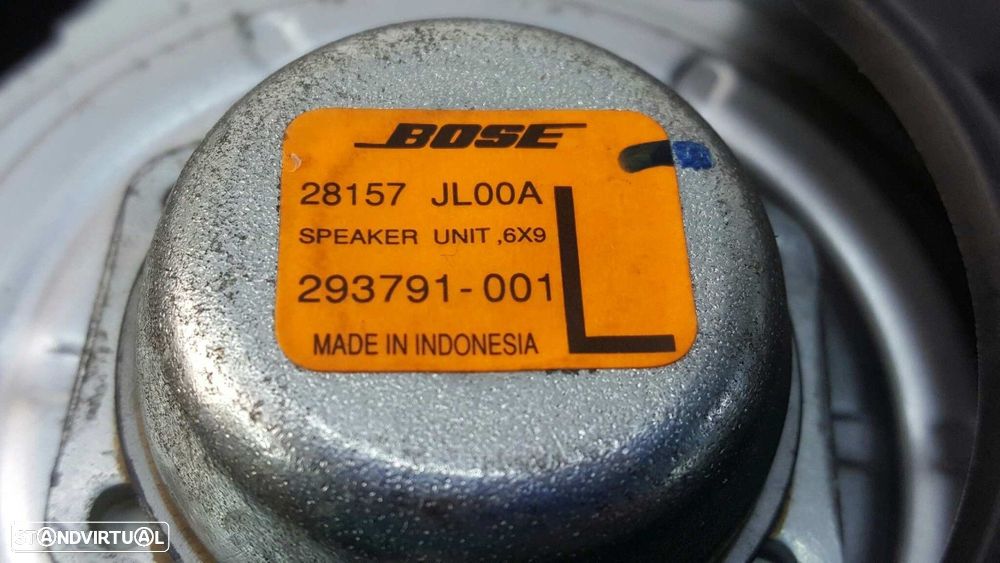 BOSE
28157 JL00A
SPEAKER UNIT ,6X9
293791-001
L
MADE IN INDONESIA
STANDVIRTUAL